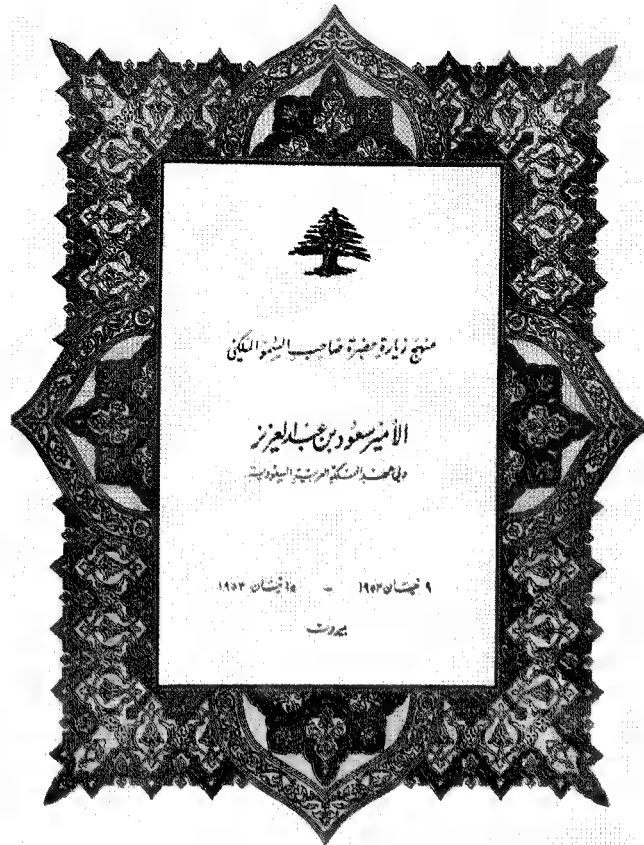 منهج زيارة حضرة صاحب السمو الملكي
الأمير سعود بن عبد العزيز
ولي عهد المملكة العربية السعودية
٩ نيسان ١٩٥٣ - ١٥ نيسان ١٩٥٣
بيروت